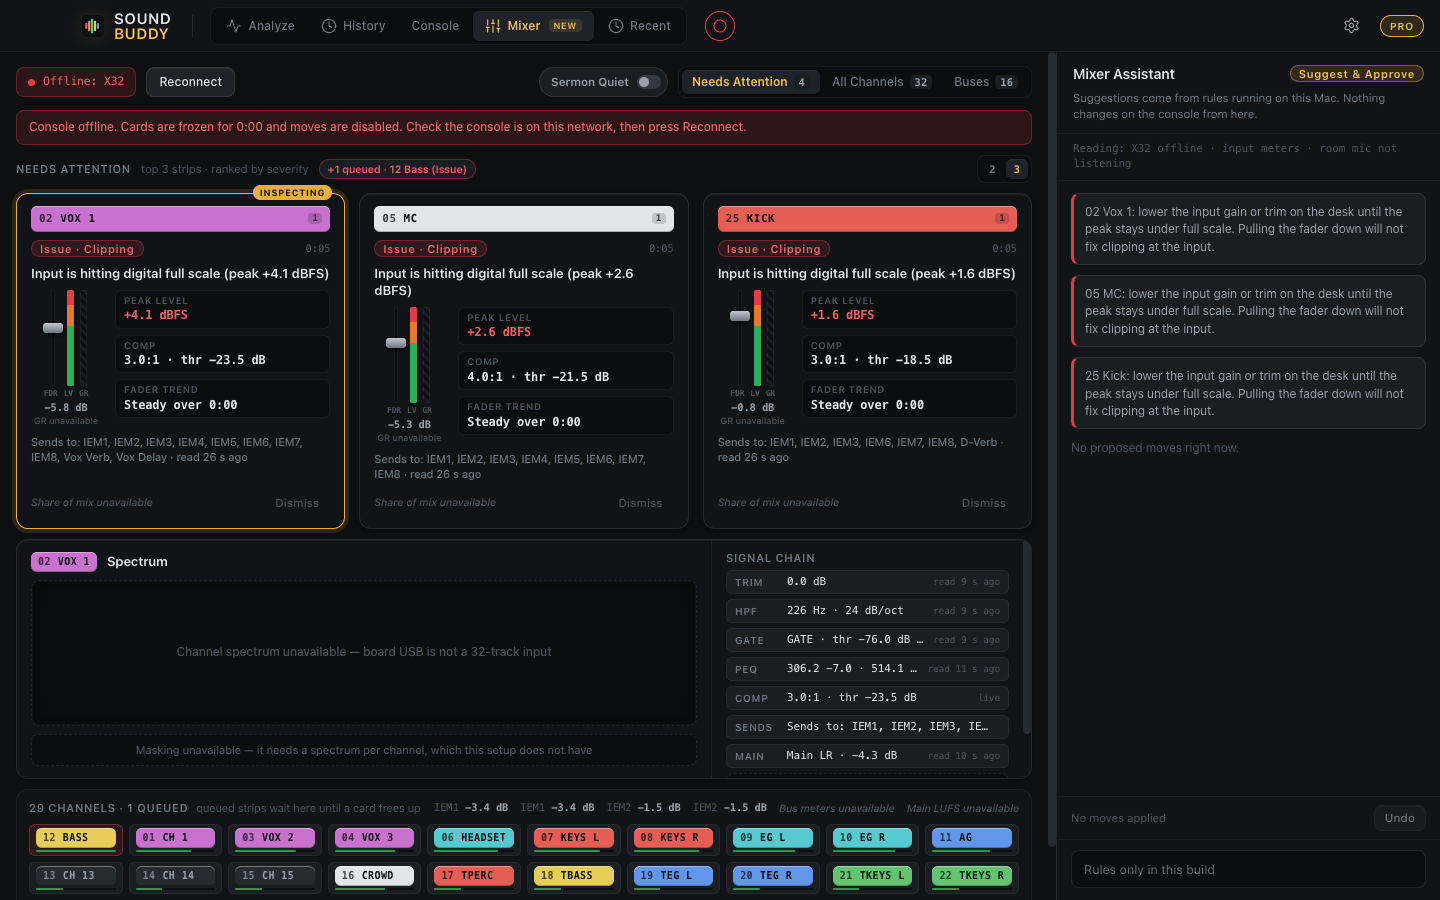 SOUND
BUDDY
Analyze
History
Console
Mixer NEW
Recent
PRO
Offline: X32
Reconnect
Sermon Quiet
Needs Attention 4
All Channels 32
Buses 16
Console offline. Cards are frozen for 0:00 and moves are disabled. Check the console is on this network, then press Reconnect.
NEEDS ATTENTION top 3 strips · ranked by severity +1 queued · 12 Bass (Issue)
2 3
INSPECTING
02 VOX 1 1
Issue · Clipping 0:05
Input is hitting digital full scale (peak +4.1 dBFS)
PEAK LEVEL
+4.1 dBFS
COMP
3.0:1 · thr −23.5 dB
FADER TREND
Steady over 0:00
FDR LV GR
−5.8 dB
GR unavailable
Sends to: IEM1, IEM2, IEM3, IEM4, IEM5, IEM6, IEM7,
IEM8, Vox Verb, Vox Delay · read 26 s ago
Share of mix unavailable
Dismiss
05 MC 1
Issue · Clipping 0:05
Input is hitting digital full scale (peak +2.6
dBFS)
PEAK LEVEL
+2.6 dBFS
COMP
4.0:1 · thr −21.5 dB
FADER TREND
Steady over 0:00
FDR LV GR
−5.3 dB
GR unavailable
Sends to: IEM1, IEM2, IEM3, IEM4, IEM5, IEM6, IEM7,
IEM8 · read 26 s ago
Share of mix unavailable
Dismiss
25 KICK 1
Issue · Clipping 0:05
Input is hitting digital full scale (peak +1.6 dBFS)
PEAK LEVEL
+1.6 dBFS
COMP
3.0:1 · thr −18.5 dB
FADER TREND
Steady over 0:00
FDR LV GR
−0.8 dB
GR unavailable
Sends to: IEM1, IEM2, IEM3, IEM6, IEM7, IEM8, D-Verb ·
read 26 s ago
Share of mix unavailable
Dismiss
02 VOX 1 Spectrum
Channel spectrum unavailable — board USB is not a 32-track input
Masking unavailable — it needs a spectrum per channel, which this setup does not have
SIGNAL CHAIN
TRIM 0.0 dB read 9 s ago
HPF 226 Hz · 24 dB/oct read 9 s ago
GATE GATE · thr −76.0 dB … read 9 s ago
PEQ 306.2 −7.0 · 514.1 … read 11 s ago
COMP 3.0:1 · thr −23.5 dB live
SENDS Sends to: IEM1, IEM2, IEM3, IE…
MAIN Main LR · −4.3 dB read 10 s ago
29 CHANNELS · 1 QUEUED queued strips wait here until a card frees up IEM1 −3.4 dB IEM1 −3.4 dB IEM2 −1.5 dB IEM2 −1.5 dB Bus meters unavailable Main LUFS unavailable
12 BASS 01 CH 1 03 VOX 2 04 VOX 3 06 HEADSET 07 KEYS L 08 KEYS R 09 EG L 10 EG R 11 AG
13 CH 13 14 CH 14 15 CH 15 16 CROWD 17 TPERC 18 TBASS 19 TEG L 20 TEG R 21 TKEYS L 22 TKEYS R
Mixer Assistant
Suggest & Approve
Suggestions come from rules running on this Mac. Nothing
changes on the console from here.
Reading: X32 offline · input meters · room mic not
listening
02 Vox 1: lower the input gain or trim on the desk until the
peak stays under full scale. Pulling the fader down will not
fix clipping at the input.
05 MC: lower the input gain or trim on the desk until the
peak stays under full scale. Pulling the fader down will not
fix clipping at the input.
25 Kick: lower the input gain or trim on the desk until the
peak stays under full scale. Pulling the fader down will not
fix clipping at the input.
No proposed moves right now.
No moves applied
Undo
Rules only in this build